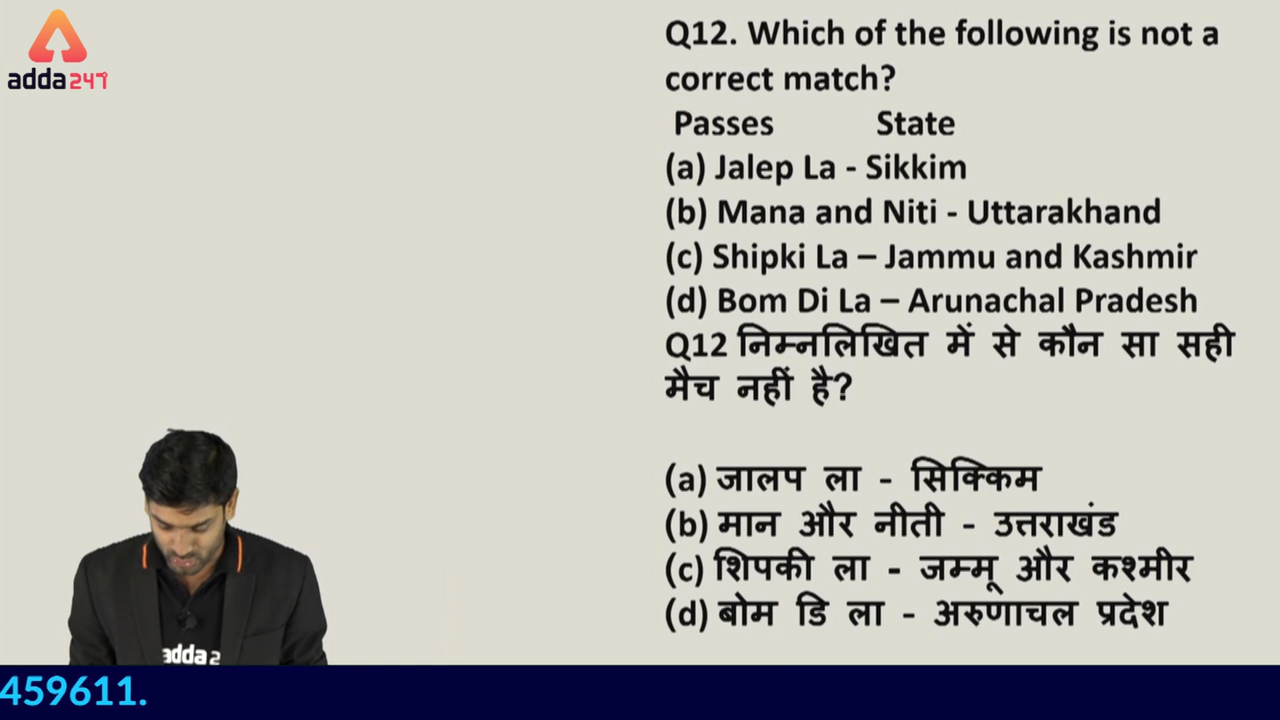 adda247
Q12. Which of the following is not a
correct match?
Passes State
(a) Jalep La - Sikkim
(b) Mana and Niti - Uttarakhand
(c) Shipki La – Jammu and Kashmir
(d) Bom Di La – Arunachal Pradesh
Q12 निम्नलिखित में से कौन सा सही
मैच नहीं है?
(a) जालप ला - सिक्किम
(b) मान और नीती - उत्तराखंड
(c) शिपकी ला - जम्मू और कश्मीर
(d) बोम डि ला - अरुणाचल प्रदेश
adda2
459611.